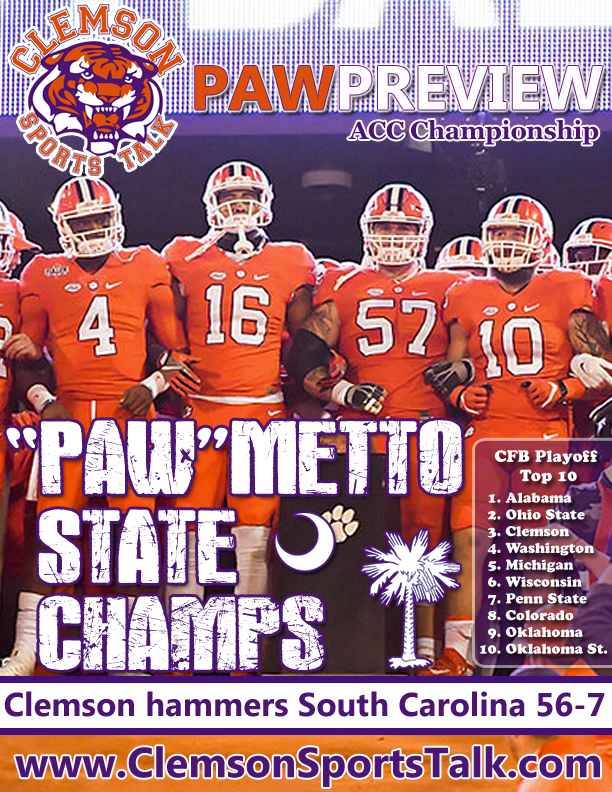 CLEMSON
SPORTS TALK
PAWPREVIEW
ACC Championship
4
16
57
10
"PAW"METTO
STATE
CHAMPS
CFB Playoff
Top 10
1. Alabama
2. Ohio State
3. Clemson
4. Washington
5. Michigan
6. Wisconsin
7. Penn State
8. Colorado
9. Oklahoma
10. Oklahoma St.
Clemson hammers South Carolina 56-7
www.ClemsonSportsTalk.com